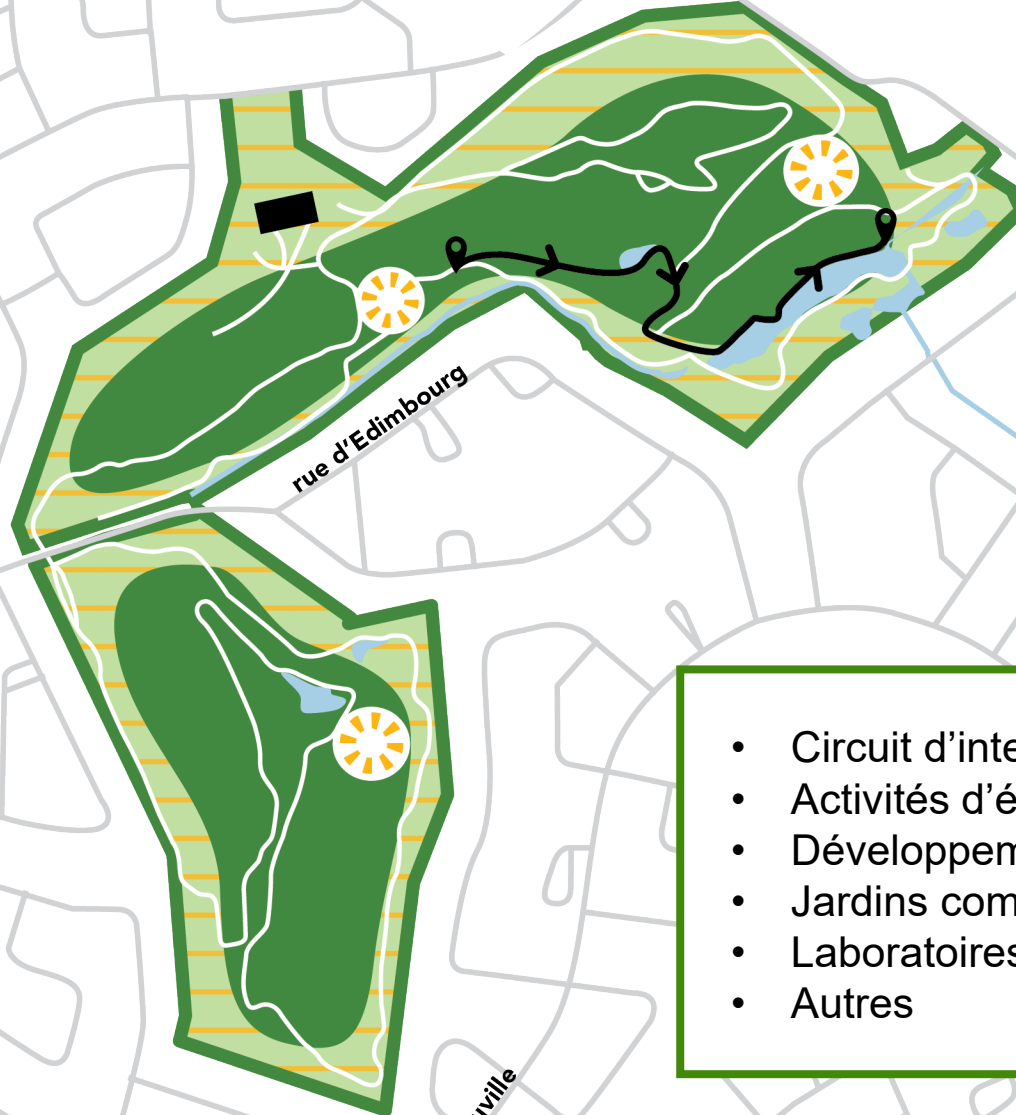 rue d'Edimbourg
• Circuit d'inte
• Activités d'é
• Développem
• Jardins com
• Laboratoires
• Autres
uville